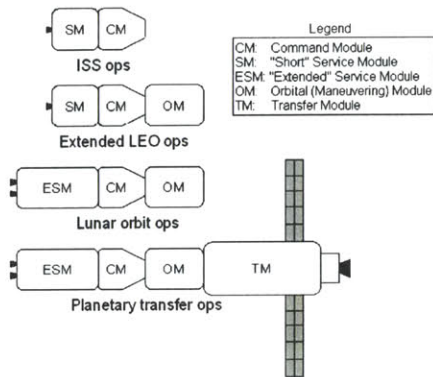 SM CM
ISS ops
SM CM OM
Extended LEO ops
ESM CM OM
Lunar orbit ops
ESM CM OM TM
Planetary transfer ops
Legend
CM: Command Module
SM: "Short" Service Module
ESM: "Extended" Service Module
OM: Orbital (Maneuvering) Module
TM: Transfer Module